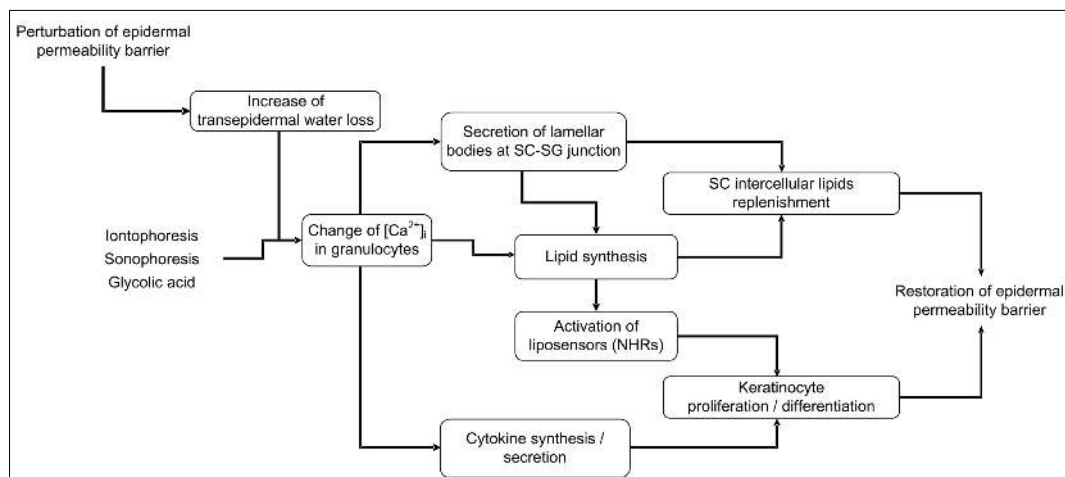 Perturbation of epidermal
permeability barrier
Increase of
transepidermal water loss
Secretion of lamellar
bodies at SC-SG junction
SC intercellular lipids
replenishment
Iontophoresis
Sonophoresis
Glycolic acid
Change of [Ca²⁺]ᵢ
in granulocytes
Lipid synthesis
Restoration of epidermal
permeability barrier
Activation of
liposensors (NHRs)
Keratinocyte
proliferation / differentiation
Cytokine synthesis /
secretion